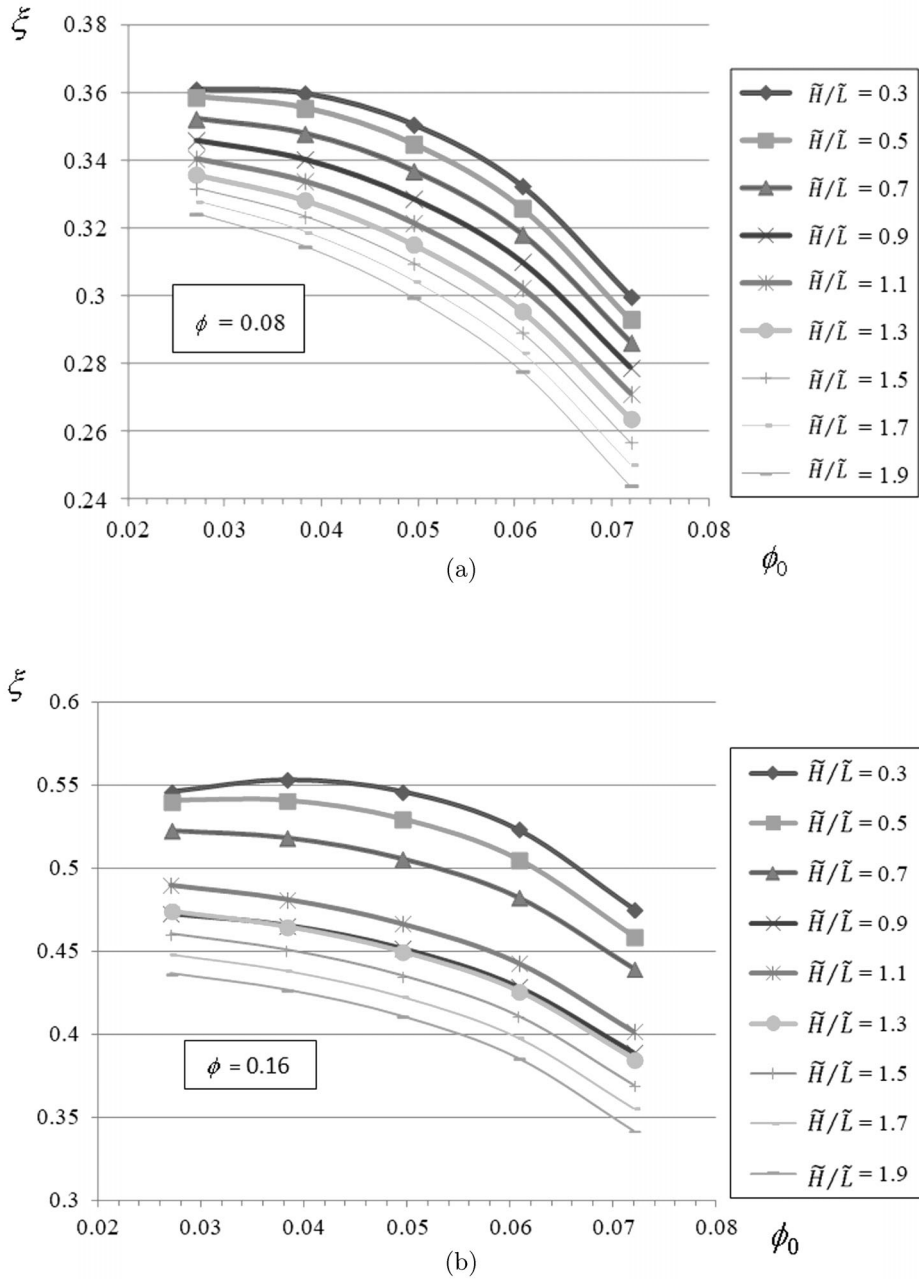 ξ
0.38
0.36
0.34
0.32
0.3
0.28
0.26
0.24
0.02 0.03 0.04 0.05 0.06 0.07 0.08
ϕ = 0.08
H̃/L̃ = 0.3
H̃/L̃ = 0.5
H̃/L̃ = 0.7
H̃/L̃ = 0.9
H̃/L̃ = 1.1
H̃/L̃ = 1.3
H̃/L̃ = 1.5
H̃/L̃ = 1.7
H̃/L̃ = 1.9
ϕ₀
(a)
ξ
0.6
0.55
0.5
0.45
0.4
0.35
0.3
0.02 0.03 0.04 0.05 0.06 0.07 0.08
ϕ = 0.16
H̃/L̃ = 0.3
H̃/L̃ = 0.5
H̃/L̃ = 0.7
H̃/L̃ = 0.9
H̃/L̃ = 1.1
H̃/L̃ = 1.3
H̃/L̃ = 1.5
H̃/L̃ = 1.7
H̃/L̃ = 1.9
ϕ₀
(b)